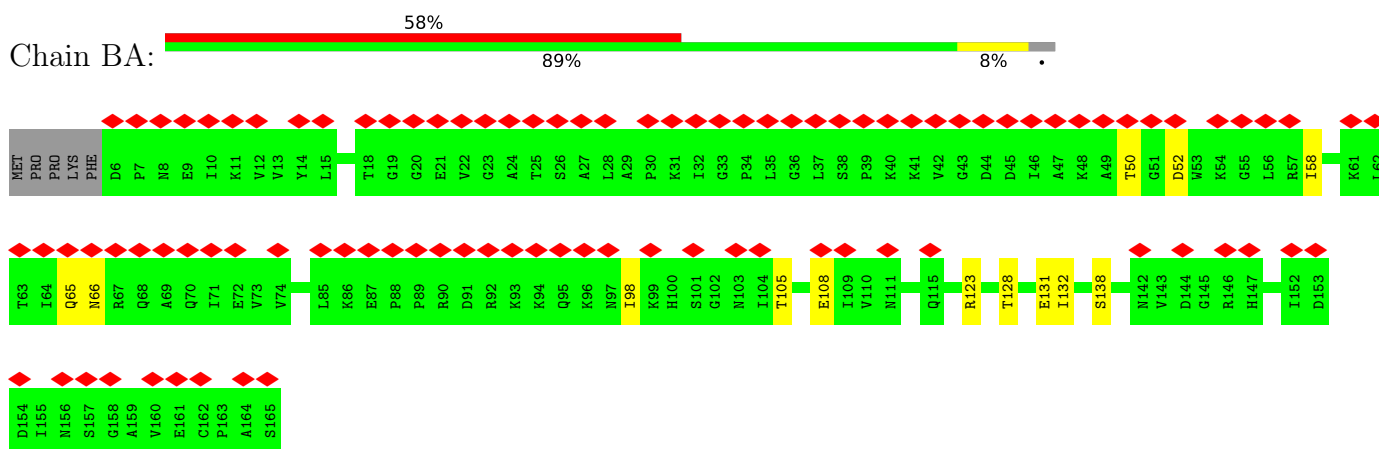 58%
Chain BA:
89% 8% •
MET PRO PRO LYS PHE D6 P7 N8 E9 I10 K11 V12 V13 Y14 L15 T18 G19 G20 E21 V22 G23 A24 T25 S26 A27 L28 A29 P30 K31 I32 G33 P34 L35 G36 L37 S38 P39 K40 K41 V42 G43 D44 D45 I46 A47 K48 A49 T50 G51 D52 W53 K54 G55 L56 R57 I58 K61 L62
T63 I64 Q65 N66 R67 Q68 A69 Q70 I71 E72 V73 V74 L85 K86 E87 P88 P89 R90 D91 R92 K93 K94 Q95 K96 N97 I98 K99 H100 S101 G102 N103 I104 T105 E108 I109 V110 N111 Q115 R123 T128 E131 I132 S138 N142 V143 D144 G145 R146 H147 I152 D153
D154 I155 N156 S157 G158 A159 V160 E161 C162 P163 A164 S165